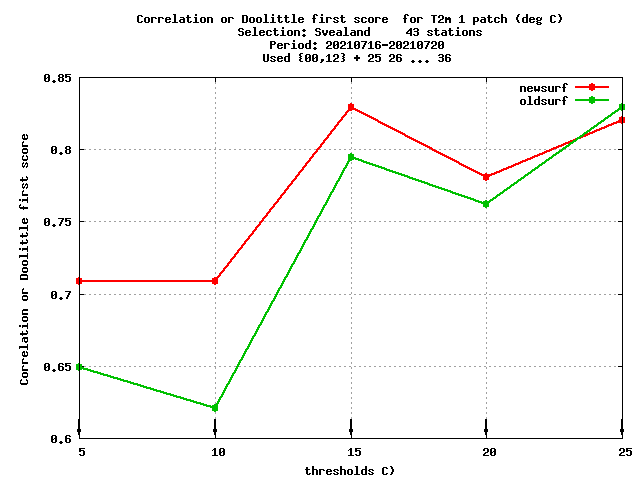 Correlation or Doolittle first score  for T2m 1 patch (deg C)
Selection: Svealand     43 stations
Period: 20210716-20210720
Used {00,12} + 25 26 ... 36
newsurf
oldsurf
Correlation or Doolittle first score
0.85
0.8
0.75
0.7
0.65
0.6
5 10 15 20 25
thresholds C)